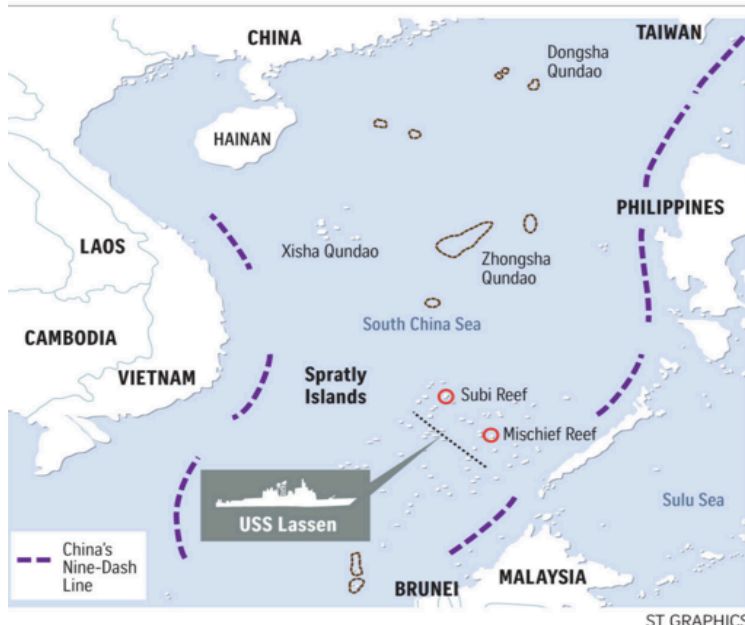 CHINA
TAIWAN
Dongsha
Qundao
HAINAN
PHILIPPINES
LAOS
Xisha Qundao
Zhongsha
Qundao
South China Sea
CAMBODIA
VIETNAM
Spratly
Islands
Subi Reef
Mischief Reef
USS Lassen
Sulu Sea
China's
Nine-Dash
Line
BRUNEI
MALAYSIA
ST GRAPHICS